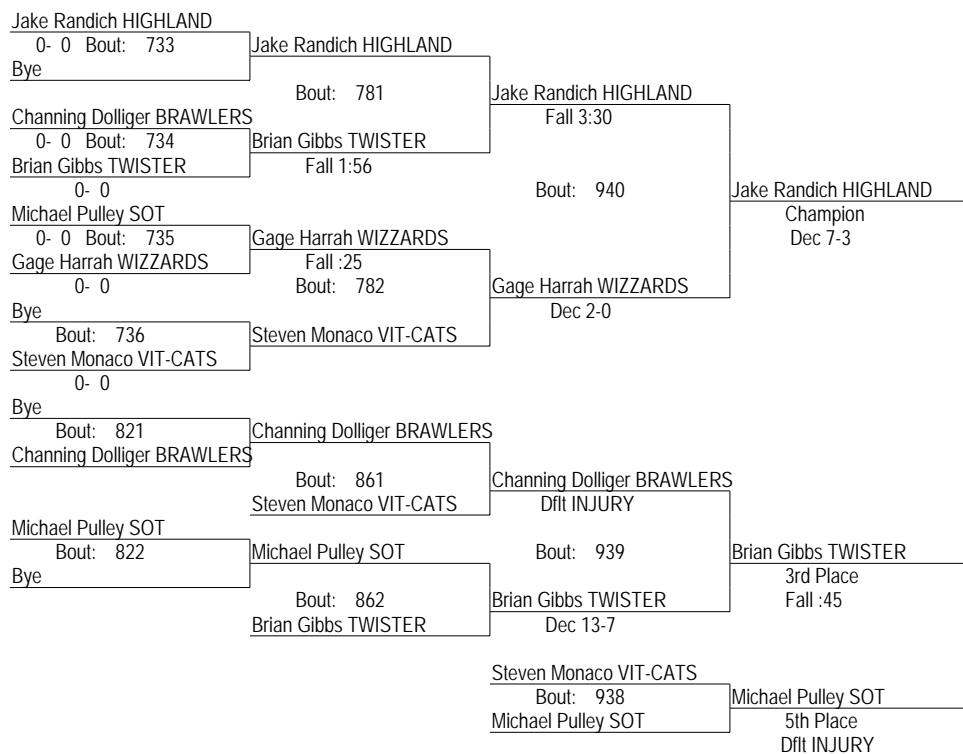 Jake Randich HIGHLAND
0- 0 Bout: 733
Jake Randich HIGHLAND
Bye
Bout: 781
Jake Randich HIGHLAND
Channing Dolliger BRAWLERS
Fall 3:30
0- 0 Bout: 734
Brian Gibbs TWISTER
Brian Gibbs TWISTER
Fall 1:56
0- 0
Bout: 940
Jake Randich HIGHLAND
Michael Pulley SOT
Champion
0- 0 Bout: 735
Gage Harrah WIZZARDS
Dec 7-3
Gage Harrah WIZZARDS
Fall :25
0- 0
Bout: 782
Gage Harrah WIZZARDS
Bye
Dec 2-0
Bout: 736
Steven Monaco VIT-CATS
Steven Monaco VIT-CATS
0- 0
Bye
Bout: 821
Channing Dolliger BRAWLERS
Channing Dolliger BRAWLERS
Bout: 861
Channing Dolliger BRAWLERS
Steven Monaco VIT-CATS
Dflt INJURY
Michael Pulley SOT
Bout: 822
Michael Pulley SOT
Bout: 939
Brian Gibbs TWISTER
Bye
3rd Place
Bout: 862
Brian Gibbs TWISTER
Fall :45
Brian Gibbs TWISTER
Dec 13-7
Steven Monaco VIT-CATS
Bout: 938
Michael Pulley SOT
Michael Pulley SOT
5th Place
Dflt INJURY